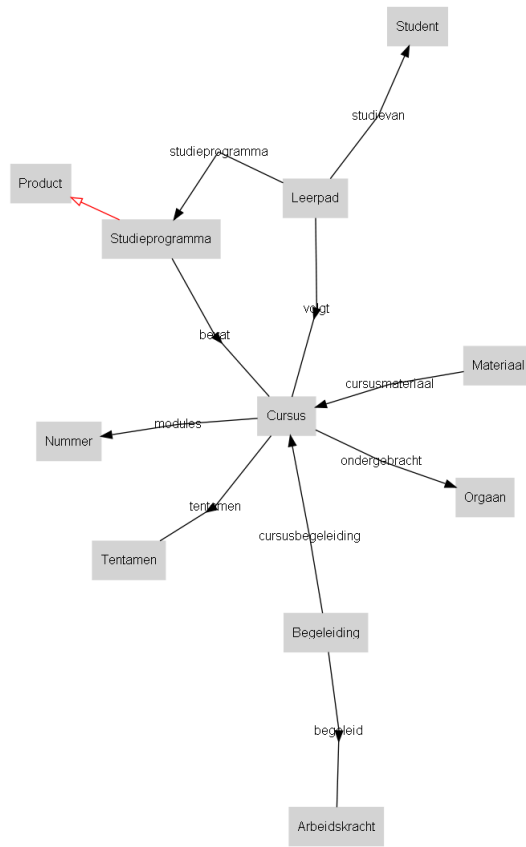 Student
studievan
studieprogramma
Product
Leerpad
Studieprogramma
volgt
bevat
Materiaal
cursusmateriaal
Cursus
modules
Nummer
ondergebracht
Orgaan
tentamen
cursusbegeleiding
Tentamen
Begeleiding
begeleid
Arbeidskracht